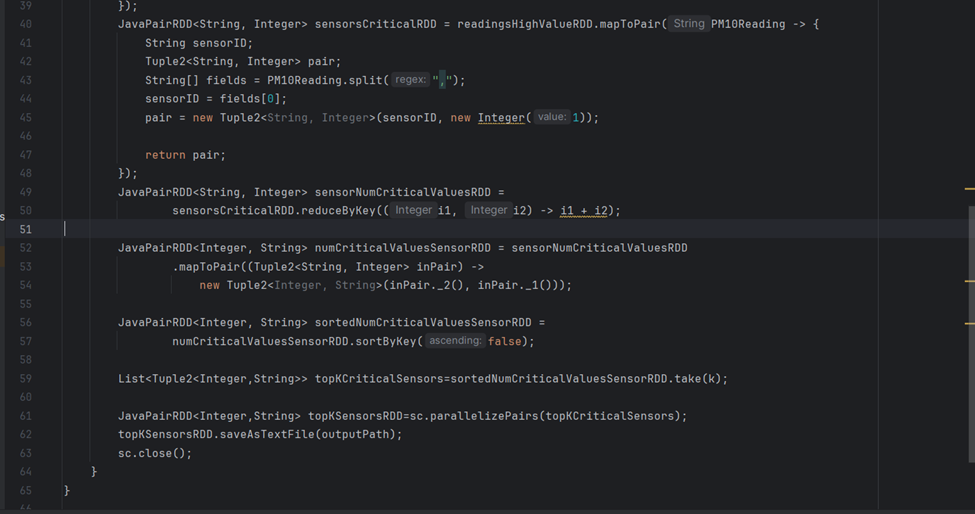 39 });
40 JavaPairRDD<String, Integer> sensorsCriticalRDD = readingsHighValueRDD.mapToPair( String PM10Reading -> {
41 String sensorID;
42 Tuple2<String, Integer> pair;
43 String[] fields = PM10Reading.split( regex: ",");
44 sensorID = fields[0];
45 pair = new Tuple2<String, Integer>(sensorID, new Integer( value: 1));
46
47 return pair;
48 });
49 JavaPairRDD<String, Integer> sensorNumCriticalValuesRDD =
50 sensorsCriticalRDD.reduceByKey(( Integer i1, Integer i2) -> i1 + i2);
s
51
52 JavaPairRDD<Integer, String> numCriticalValuesSensorRDD = sensorNumCriticalValuesRDD
53 .mapToPair((Tuple2<String, Integer> inPair) ->
54 new Tuple2<Integer, String>(inPair._2(), inPair._1()));
55
56 JavaPairRDD<Integer, String> sortedNumCriticalValuesSensorRDD =
57 numCriticalValuesSensorRDD.sortByKey( ascending: false);
58
59 List<Tuple2<Integer,String>> topKCriticalSensors=sortedNumCriticalValuesSensorRDD.take(k);
60
61 JavaPairRDD<Integer,String> topKSensorsRDD=sc.parallelizePairs(topKCriticalSensors);
62 topKSensorsRDD.saveAsTextFile(outputPath);
63 sc.close();
64 }
65 }
66